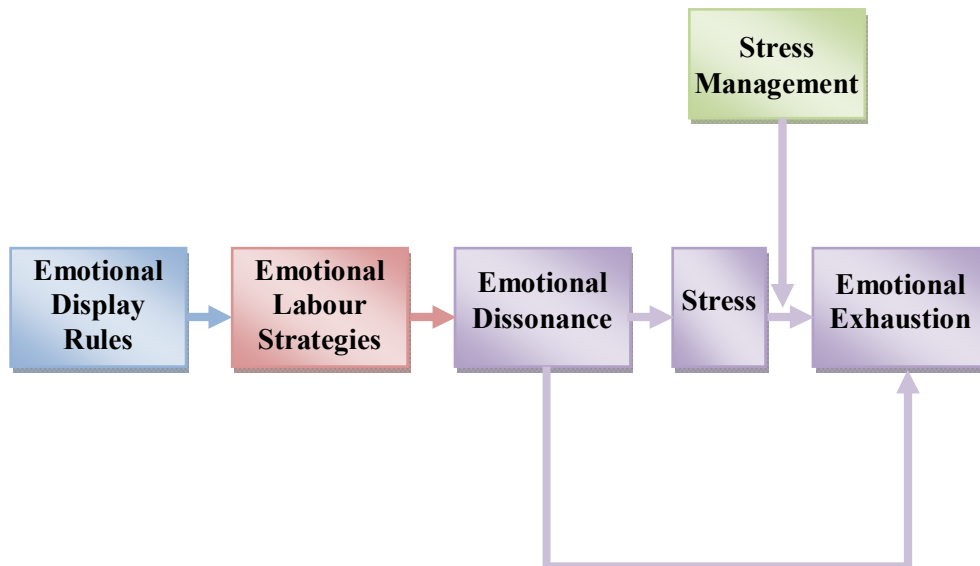 Stress
Management
Emotional
Display
Rules
Emotional
Labour
Strategies
Emotional
Dissonance
Stress
Emotional
Exhaustion